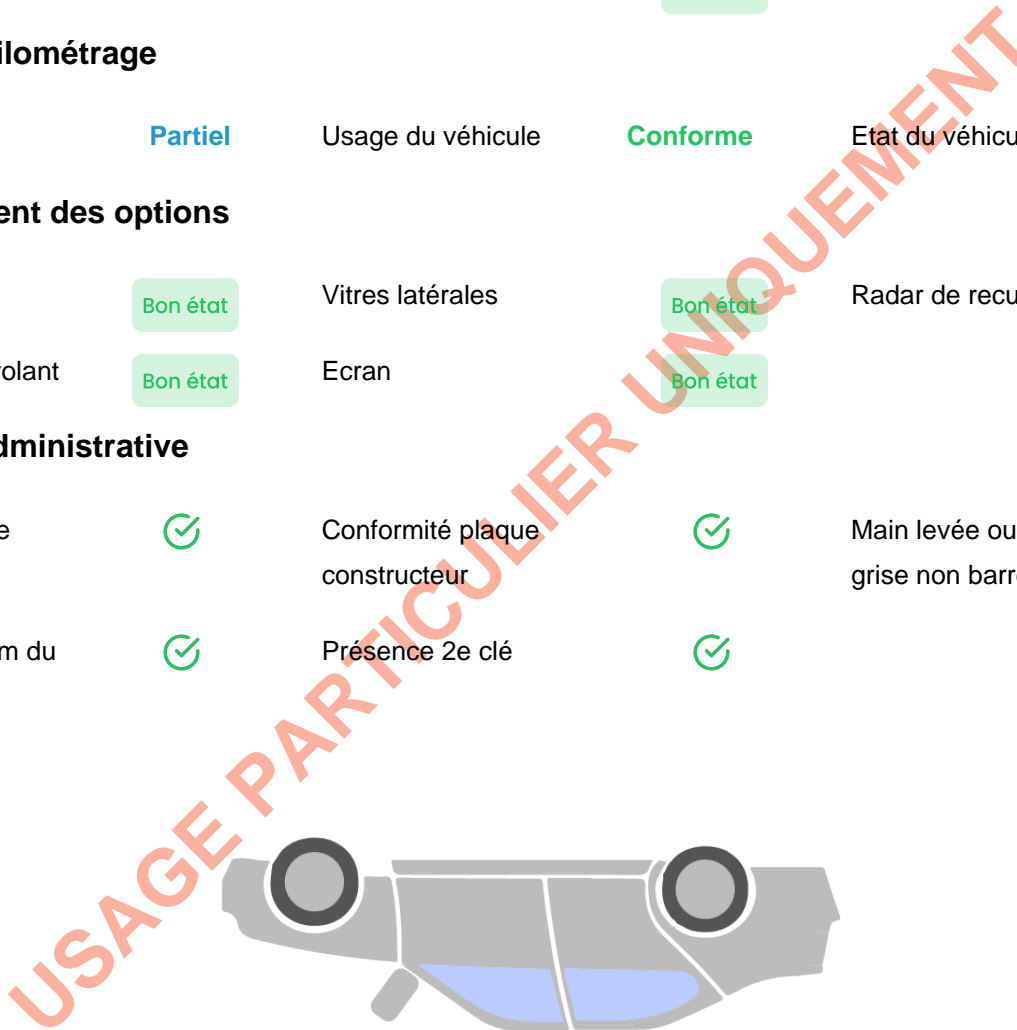 ilométrage
Partiel Usage du véhicule Conforme Etat du véhicu
ent des options
Bon état Vitres latérales Bon état Radar de recu
olant Bon état Ecran Bon état
dministrative
e Conformité plaque Main levée ou
constructeur grise non barr
m du Présence 2e clé
USAGE PARTICULIER UNIQUEMENT